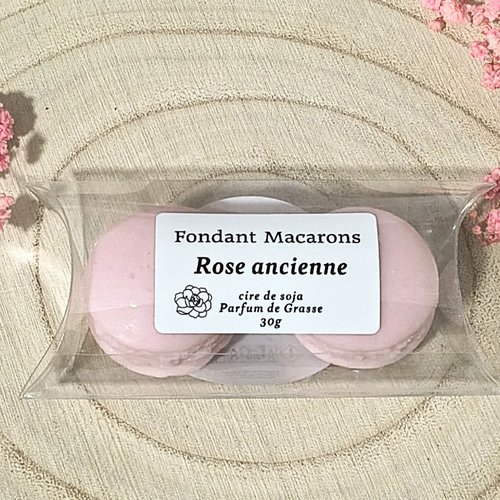 Fondant Macarons
Rose ancienne
cire de soja
Parfum de Grasse
30g